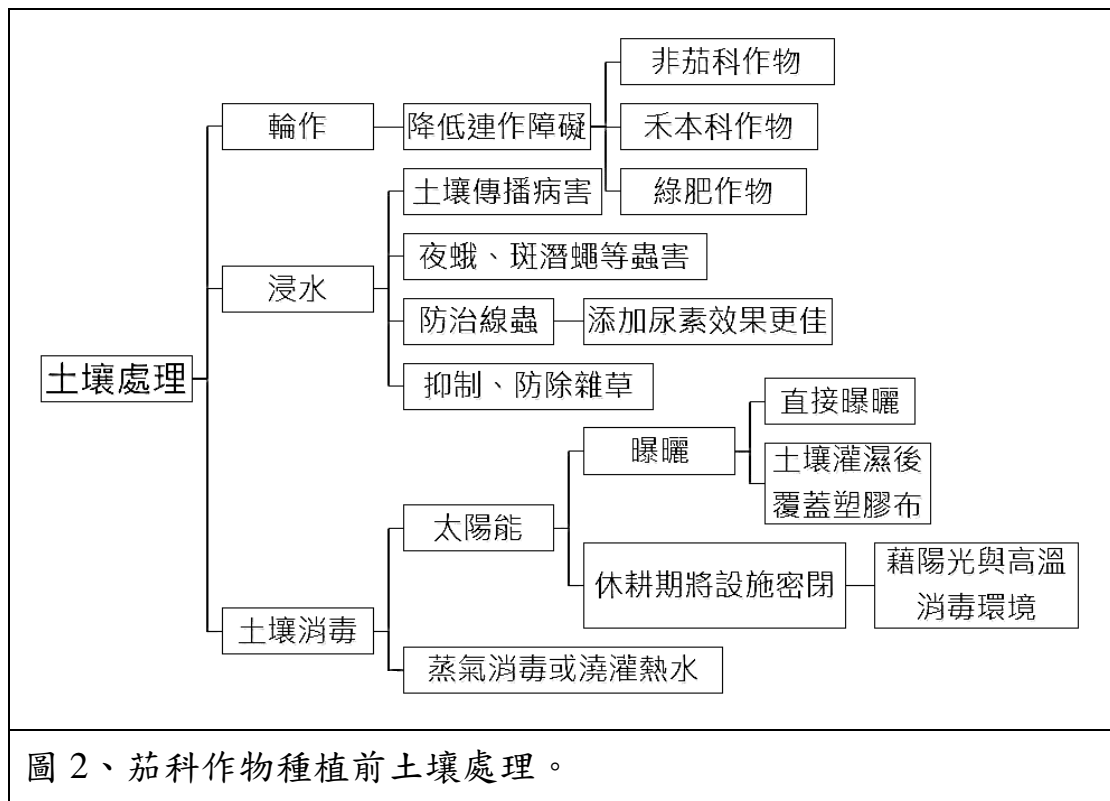 土壤處理
輪作
降低連作障礙
非茄科作物
禾本科作物
綠肥作物
浸水
土壤傳播病害
夜蛾、斑潛蠅等蟲害
防治線蟲
添加尿素效果更佳
抑制、防除雜草
土壤消毒
太陽能
曝曬
直接曝曬
土壤灌濕後
覆蓋塑膠布
休耕期將設施密閉
藉陽光與高溫
消毒環境
蒸氣消毒或澆灌熱水
圖 2、茄科作物種植前土壤處理。